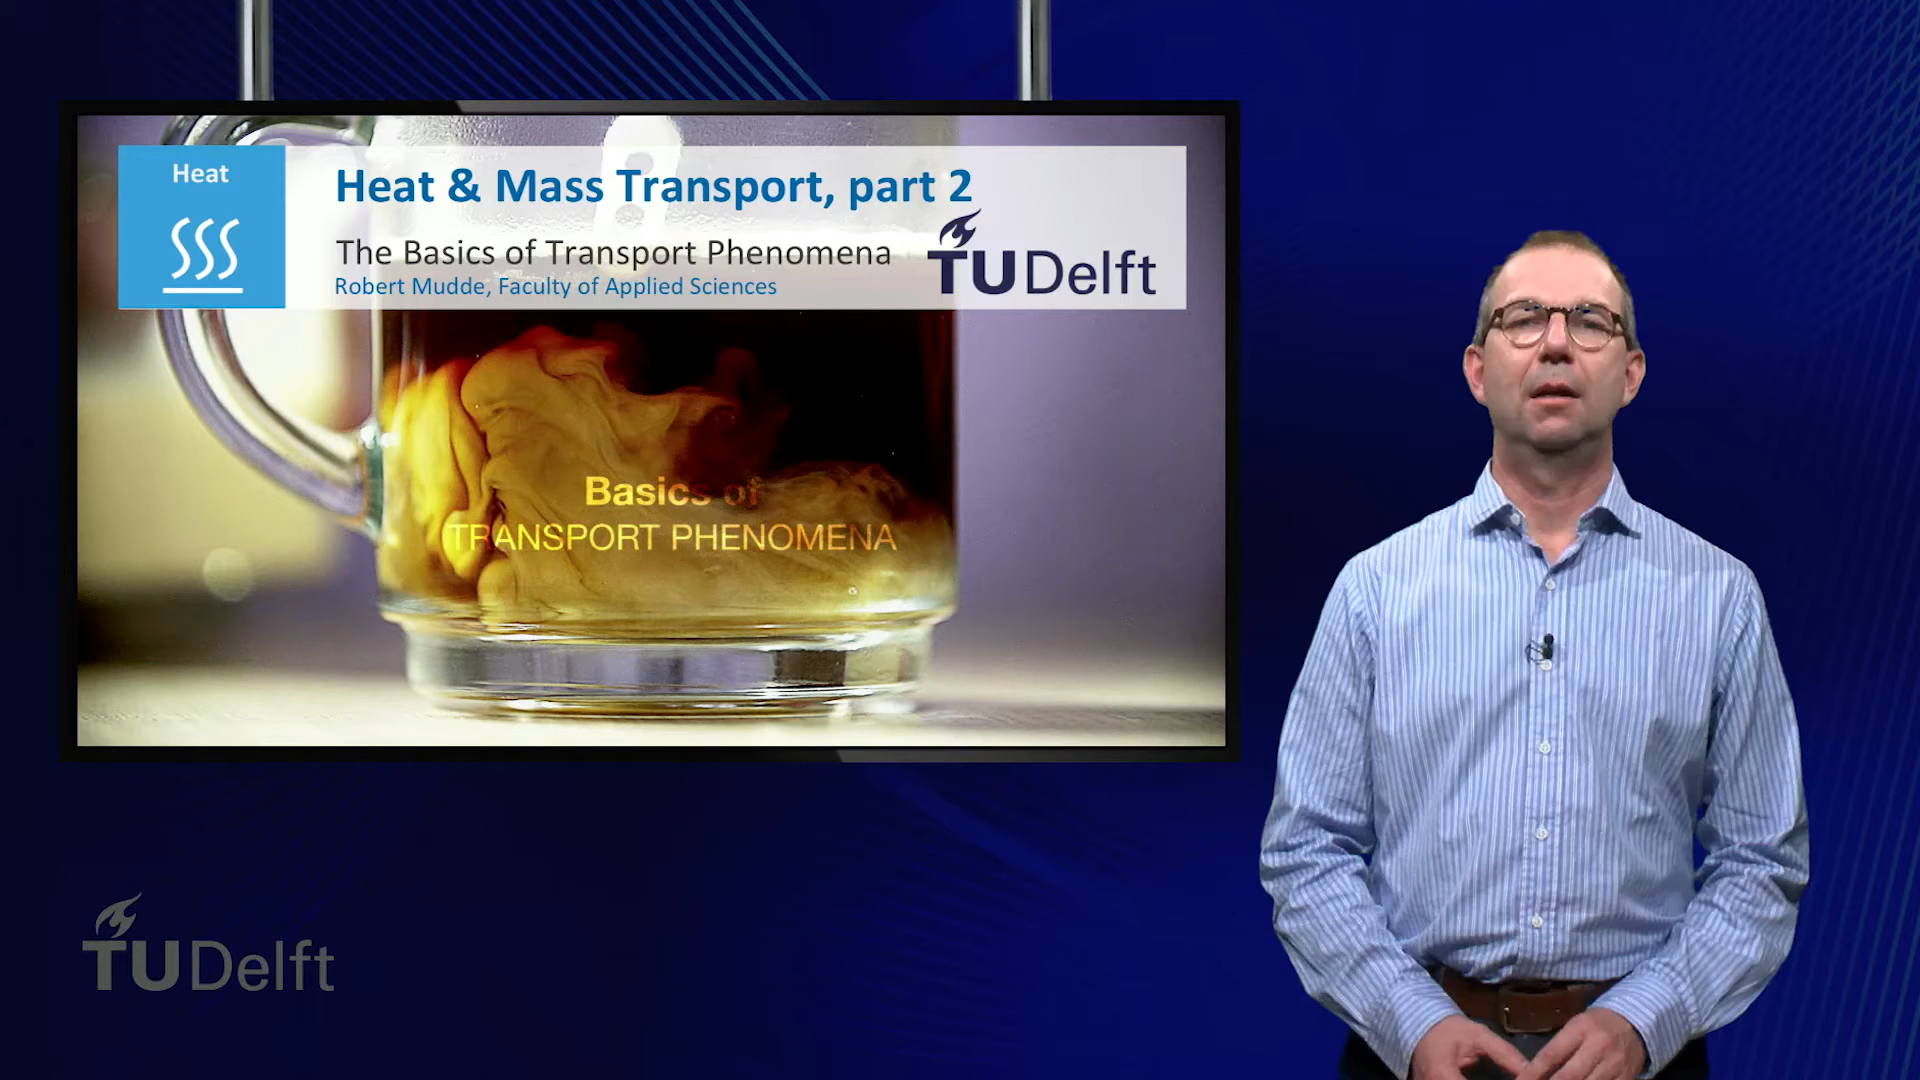 Heat
Heat & Mass Transport, part 2
The Basics of Transport Phenomena
Robert Mudde, Faculty of Applied Sciences
TUDelft
Basics of
TRANSPORT PHENOMENA
TUDelft